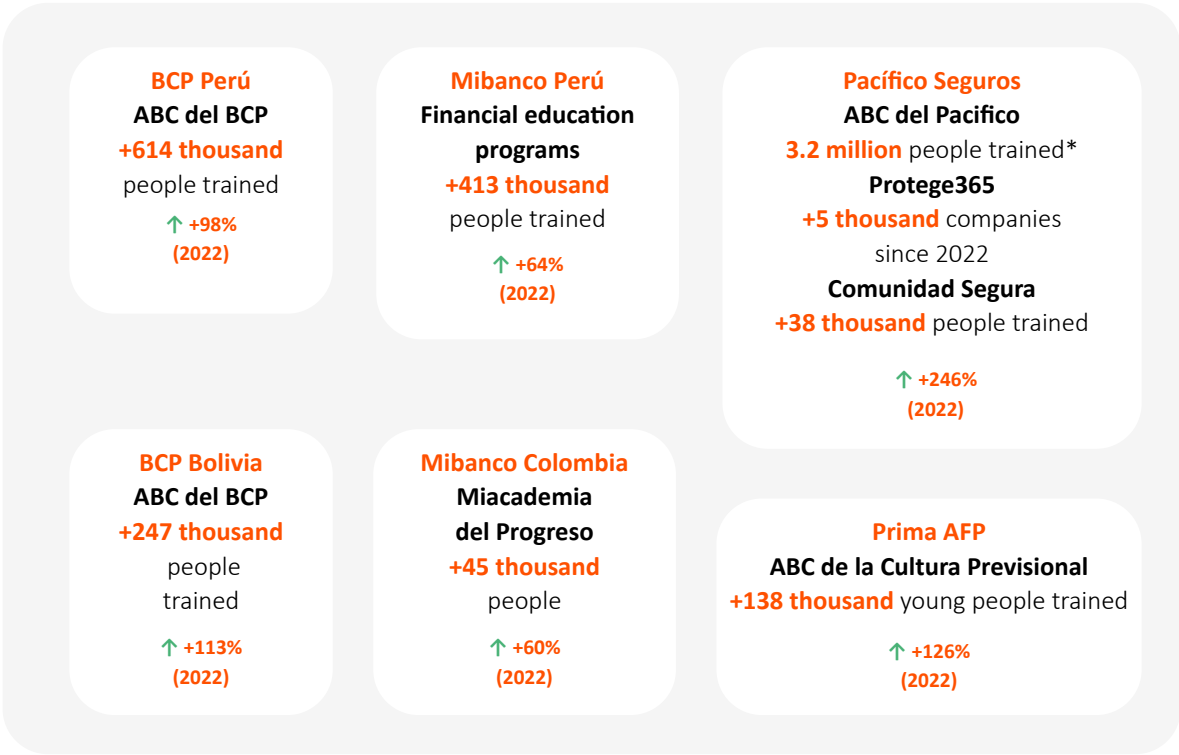 BCP Perú
ABC del BCP
+614 thousand
people trained
↑ +98%
(2022)
Mibanco Perú
Financial education
programs
+413 thousand
people trained
↑ +64%
(2022)
Pacífico Seguros
ABC del Pacifico
3.2 million people trained*
Protege365
+5 thousand companies
since 2022
Comunidad Segura
+38 thousand people trained
↑ +246%
(2022)
BCP Bolivia
ABC del BCP
+247 thousand
people
trained
↑ +113%
(2022)
Mibanco Colombia
Miacademia
del Progreso
+45 thousand
people
↑ +60%
(2022)
Prima AFP
ABC de la Cultura Previsional
+138 thousand young people trained
↑ +126%
(2022)